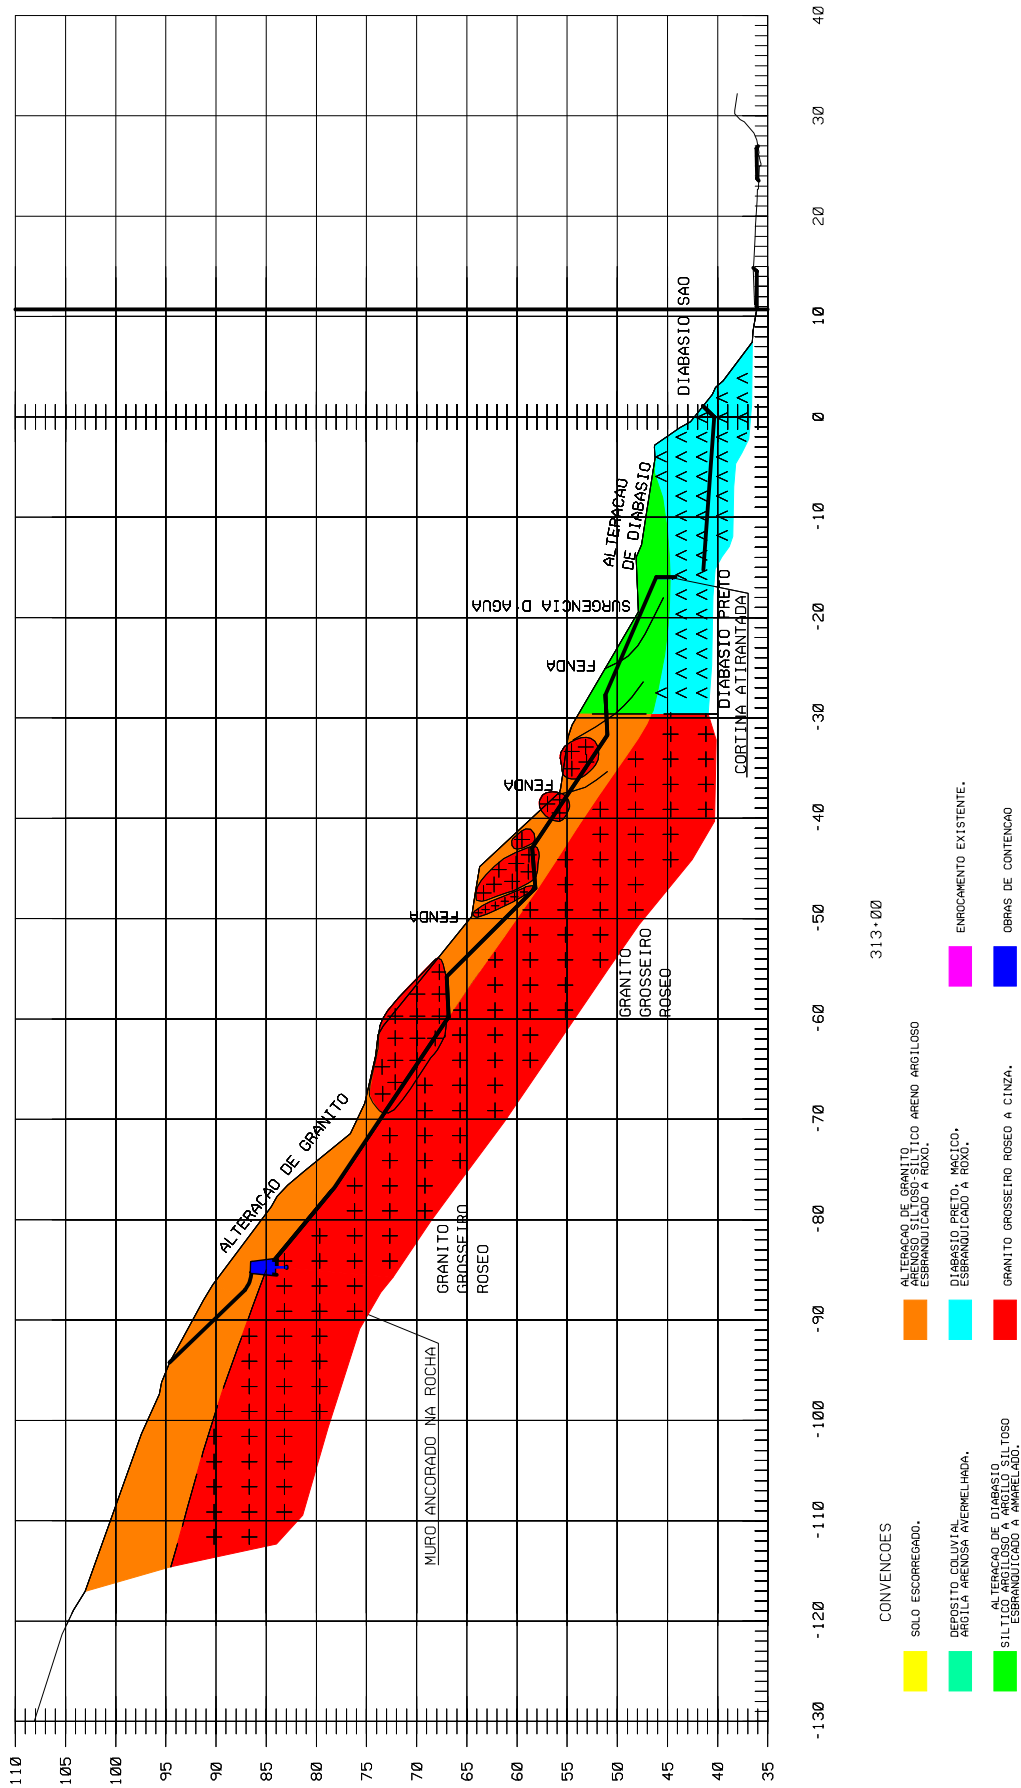 ALTERACAO DE GRANITO
MURO ANCORADO NA ROCHA
GRANITO
GROSSEIRO
ROSEO
GRANITO
GROSSEIRO
ROSEO
FENDA
FENDA
FENDA
SURGENCIA D'AGUA
ALTERACAO
DE DIABASIO
DIABASIO SAO
DIABASIO PRETO
CORTINA ATIRANTADA
110
105
100
95
90
85
80
75
70
65
60
55
50
45
40
35
-130
-120
-110
-100
-90
-80
-70
-60
-50
-40
-30
-20
-10
0
10
20
30
40
313+00
CONVENCOES
SOLO ESCORREGADO.
DEPOSITO COLUVIAL
ARGILA ARENOSA AVERMELHADA.
ALTERACAO DE DIABASIO
SILTICO ARGILOSO A ARGILO SILTOSO
ESBRANQUICADO A AMARELADO.
ALTERACAO DE GRANITO
ARENOSO SILTOSO-SILTICO ARENO ARGILOSO
ESBRANQUICADO A ROXO.
DIABASIO PRETO, MACICO.
ESBRANQUICADO A ROXO.
GRANITO GROSSEIRO ROSEO A CINZA.
ENROCAMENTO EXISTENTE.
OBRAS DE CONTENCAO